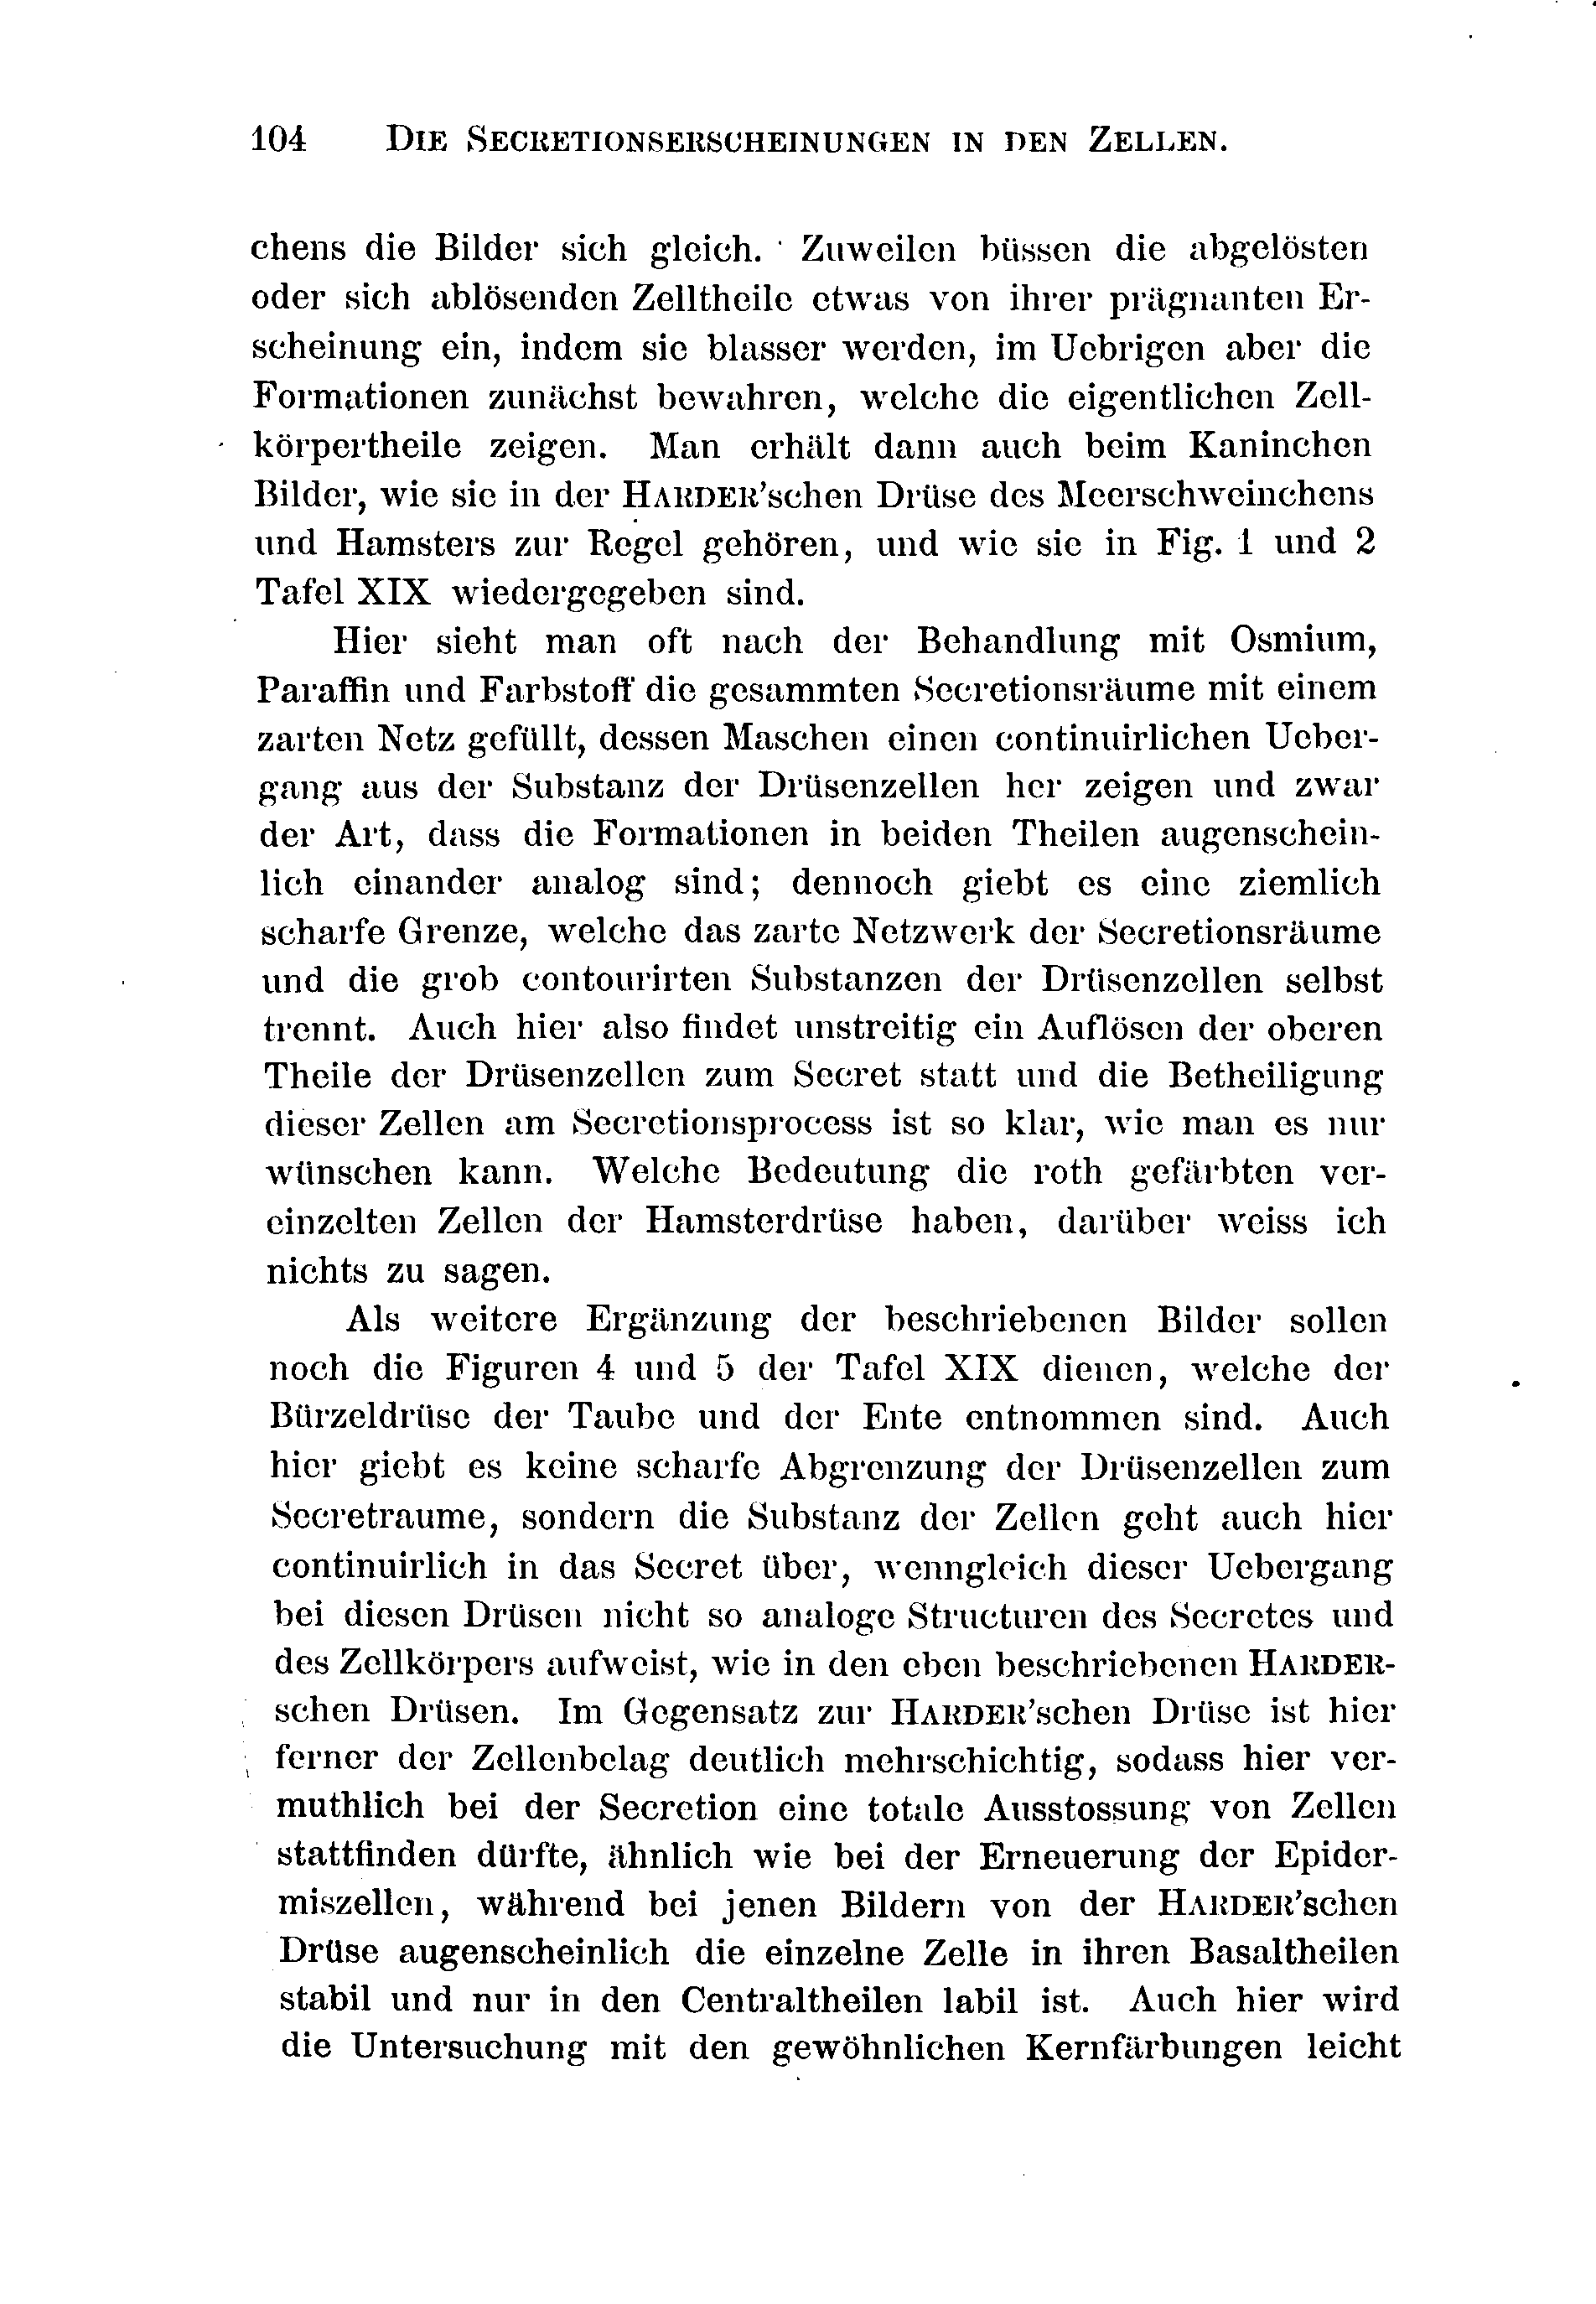 104 DIE SECRETIONSERSCHEINUNGEN IN DEN ZELLEN.
chens die Bilder sich gleich. Zuweilen büssen die abgelösten
oder sich ablösenden Zelltheile etwas von ihrer prägnanten Er-
scheinung ein, indem sie blasser werden, im Uebrigen aber die
Formationen zunächst bewahren, welche die eigentlichen Zell-
körpertheile zeigen. Man erhält dann auch beim Kaninchen
Bilder, wie sie in der HARDER'schen Drüse des Meerschweinchens
und Hamsters zur Regel gehören, und wie sie in Fig. 1 und 2
Tafel XIX wiedergegeben sind.
Hier sieht man oft nach der Behandlung mit Osmium,
Paraffin und Farbstoff die gesammten Secretionsräume mit einem
zarten Netz gefüllt, dessen Maschen einen continuirlichen Ueber-
gang aus der Substanz der Drüsenzellen her zeigen und zwar
der Art, dass die Formationen in beiden Theilen augenschein-
lich einander analog sind; dennoch giebt es eine ziemlich
scharfe Grenze, welche das zarte Netzwerk der Secretionsräume
und die grob contourirten Substanzen der Drüsenzellen selbst
trennt. Auch hier also findet unstreitig ein Auflösen der oberen
Theile der Drüsenzellen zum Secret statt und die Betheiligung
dieser Zellen am Secretionsprocess ist so klar, wie man es nur
wünschen kann. Welche Bedeutung die roth gefärbten ver-
einzelten Zellen der Hamsterdrüse haben, darüber weiss ich
nichts zu sagen.
Als weitere Ergänzung der beschriebenen Bilder sollen
noch die Figuren 4 und 5 der Tafel XIX dienen, welche der
Bürzeldrüse der Taube und der Ente entnommen sind. Auch
hier giebt es keine scharfe Abgrenzung der Drüsenzellen zum
Secretraume, sondern die Substanz der Zellen geht auch hier
continuirlich in das Secret über, wenngleich dieser Uebergang
bei diesen Drüsen nicht so analoge Structuren des Secretes und
des Zellkörpers aufweist, wie in den eben beschriebenen HARDER-
schen Drüsen. Im Gegensatz zur HARDER'schen Drüse ist hier
ferner der Zellenbelag deutlich mehrschichtig, sodass hier ver-
muthlich bei der Secretion eine totale Ausstossung von Zellen
stattfinden dürfte, ähnlich wie bei der Erneuerung der Epider-
miszellen, während bei jenen Bildern von der HARDER'schen
Drüse augenscheinlich die einzelne Zelle in ihren Basaltheilen
stabil und nur in den Centraltheilen labil ist. Auch hier wird
die Untersuchung mit den gewöhnlichen Kernfärbungen leicht